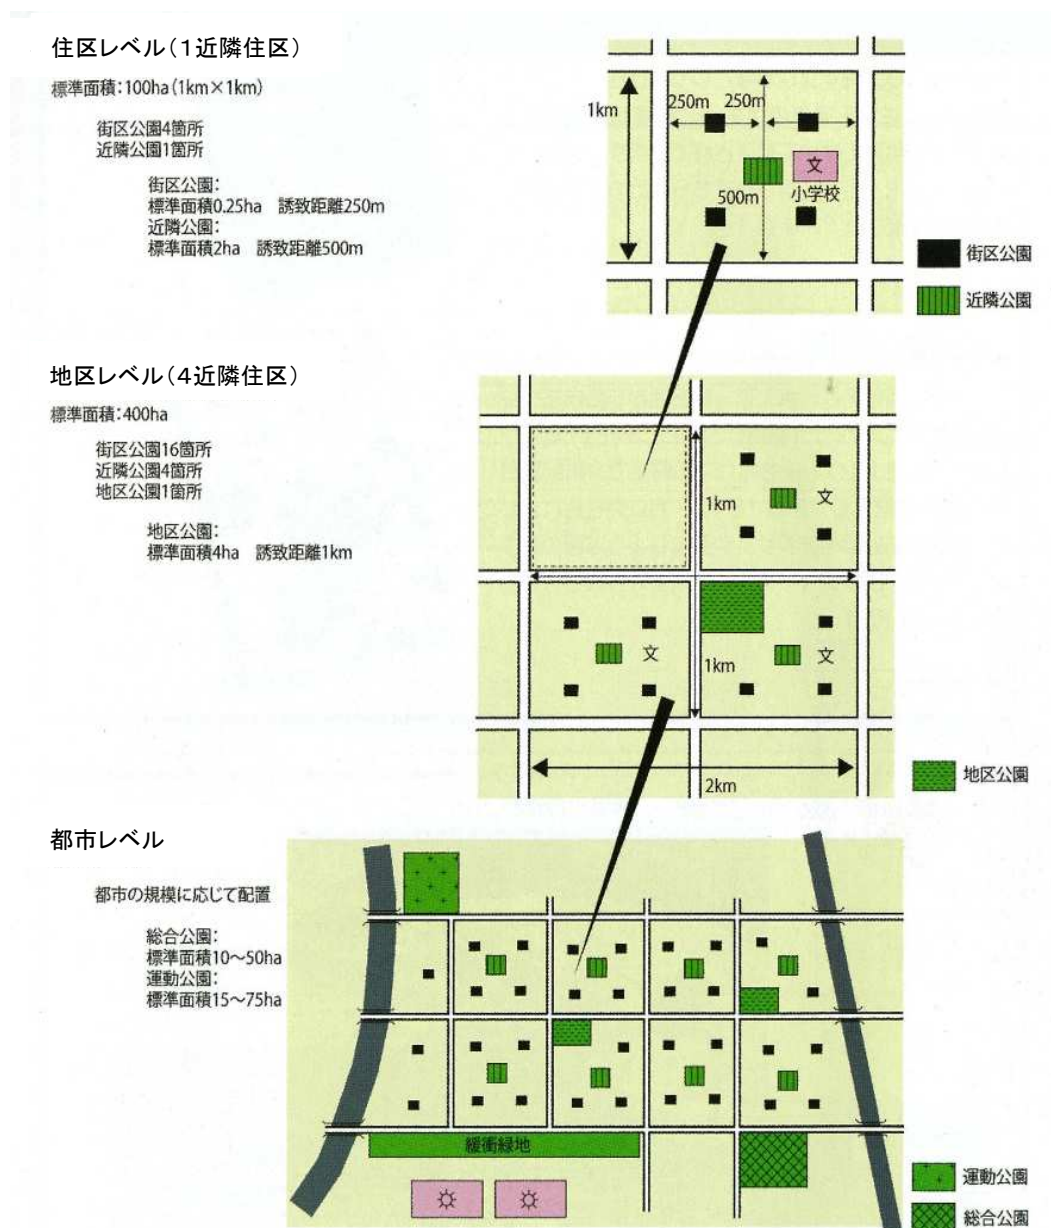 住区レベル（１近隣住区）
標準面積：100ha（1km×1km）
街区公園4箇所
近隣公園1箇所
街区公園：
標準面積0.25ha　誘致距離250m
近隣公園：
標準面積2ha　誘致距離500m
1km
250m
250m
文
500m
小学校
街区公園
近隣公園
地区レベル（４近隣住区）
標準面積：400ha
街区公園16箇所
近隣公園4箇所
地区公園1箇所
地区公園：
標準面積4ha　誘致距離1km
1km
文
文
1km
文
2km
地区公園
都市レベル
都市の規模に応じて配置
総合公園：
標準面積10～50ha
運動公園：
標準面積15～75ha
緩衝緑地
運動公園
総合公園